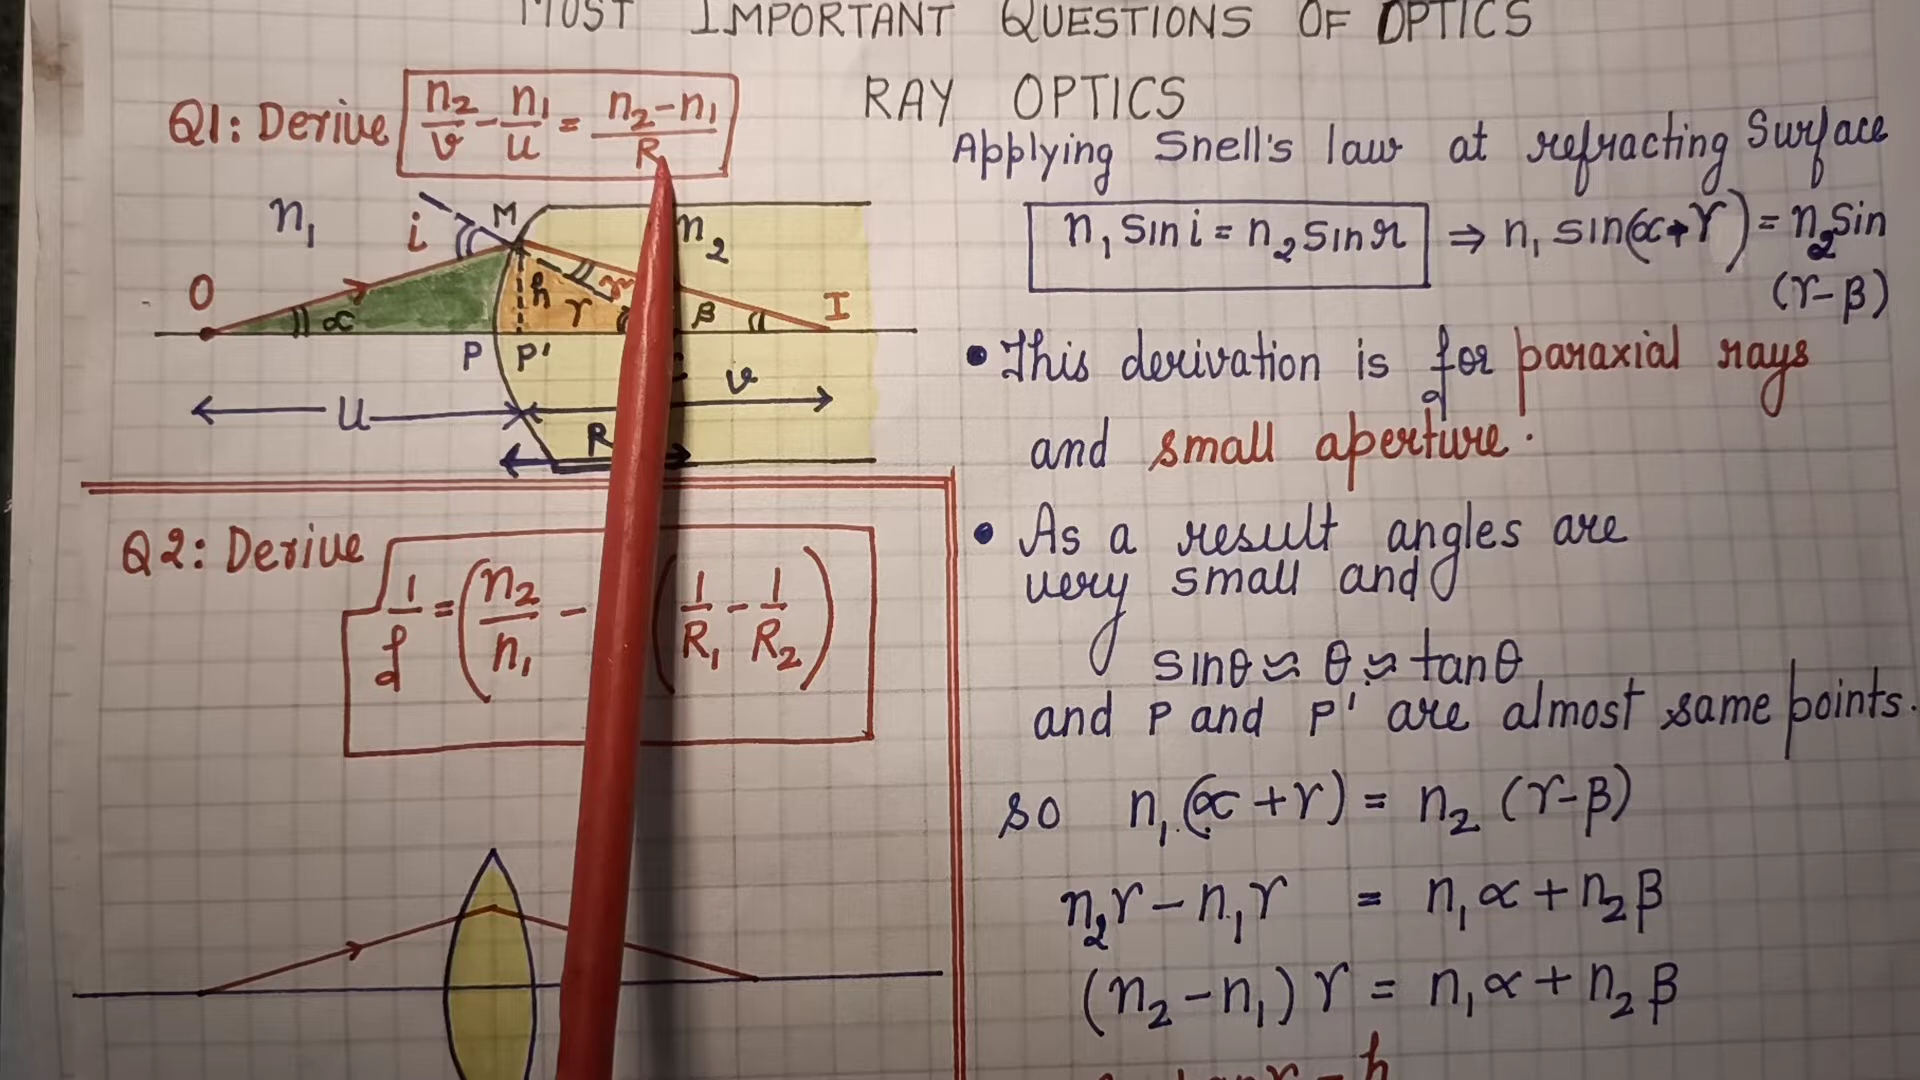 MOST IMPORTANT QUESTIONS OF OPTICS
RAY OPTICS
Q1: Derive n₂/v - n₁/u = (n₂-n₁)/R
n₁
i
M
n₂
O
α
h
γ
r
β
I
P
P'
C
u
v
R
Q2: Derive
1/f = (n₂/n₁ - (1/R₁ - 1/R₂)
Applying Snell's law at refracting Surface
n₁ sin i = n₂ sin r ⇒ n₁ sin(α+γ) = n₂ sin
(γ-β)
• This derivation is for paraxial rays
and small aperture.
• As a result angles are
very small and
sinθ ≈ θ ≈ tanθ
and P and P' are almost same points.
so n₁(α+γ) = n₂(γ-β)
n₂γ - n₁γ = n₁α + n₂β
(n₂-n₁)γ = n₁α + n₂β